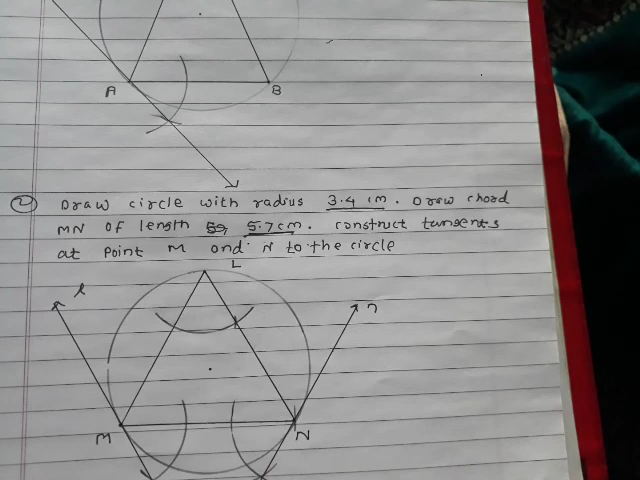 A B
② Draw circle with radius 3.4 cm. Draw chord
MN of length 5.7 cm. construct tangents
at point M and N to the circle
L
l n
M N